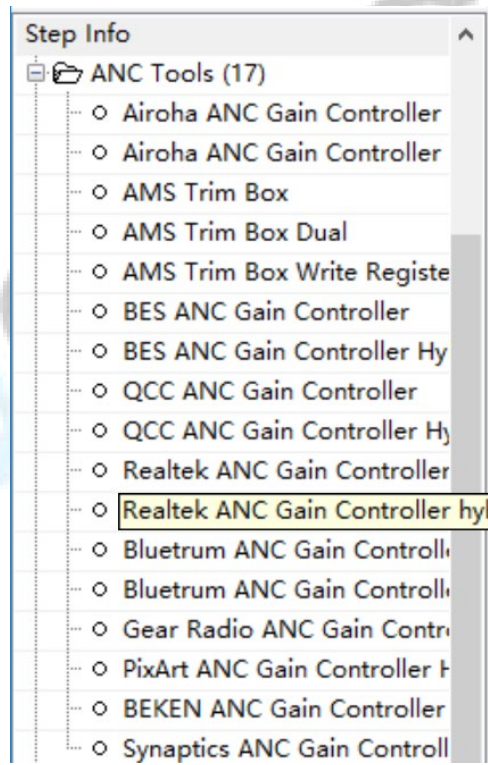 Step Info
ANC Tools (17)
Airoha ANC Gain Controller
Airoha ANC Gain Controller
AMS Trim Box
AMS Trim Box Dual
AMS Trim Box Write Registe
BES ANC Gain Controller
BES ANC Gain Controller Hy
QCC ANC Gain Controller
QCC ANC Gain Controller Hy
Realtek ANC Gain Controller
Realtek ANC Gain Controller hyl
Bluetrum ANC Gain Controlle
Bluetrum ANC Gain Controlle
Gear Radio ANC Gain Contr
PixArt ANC Gain Controller H
BEKEN ANC Gain Controller
Synaptics ANC Gain Controll